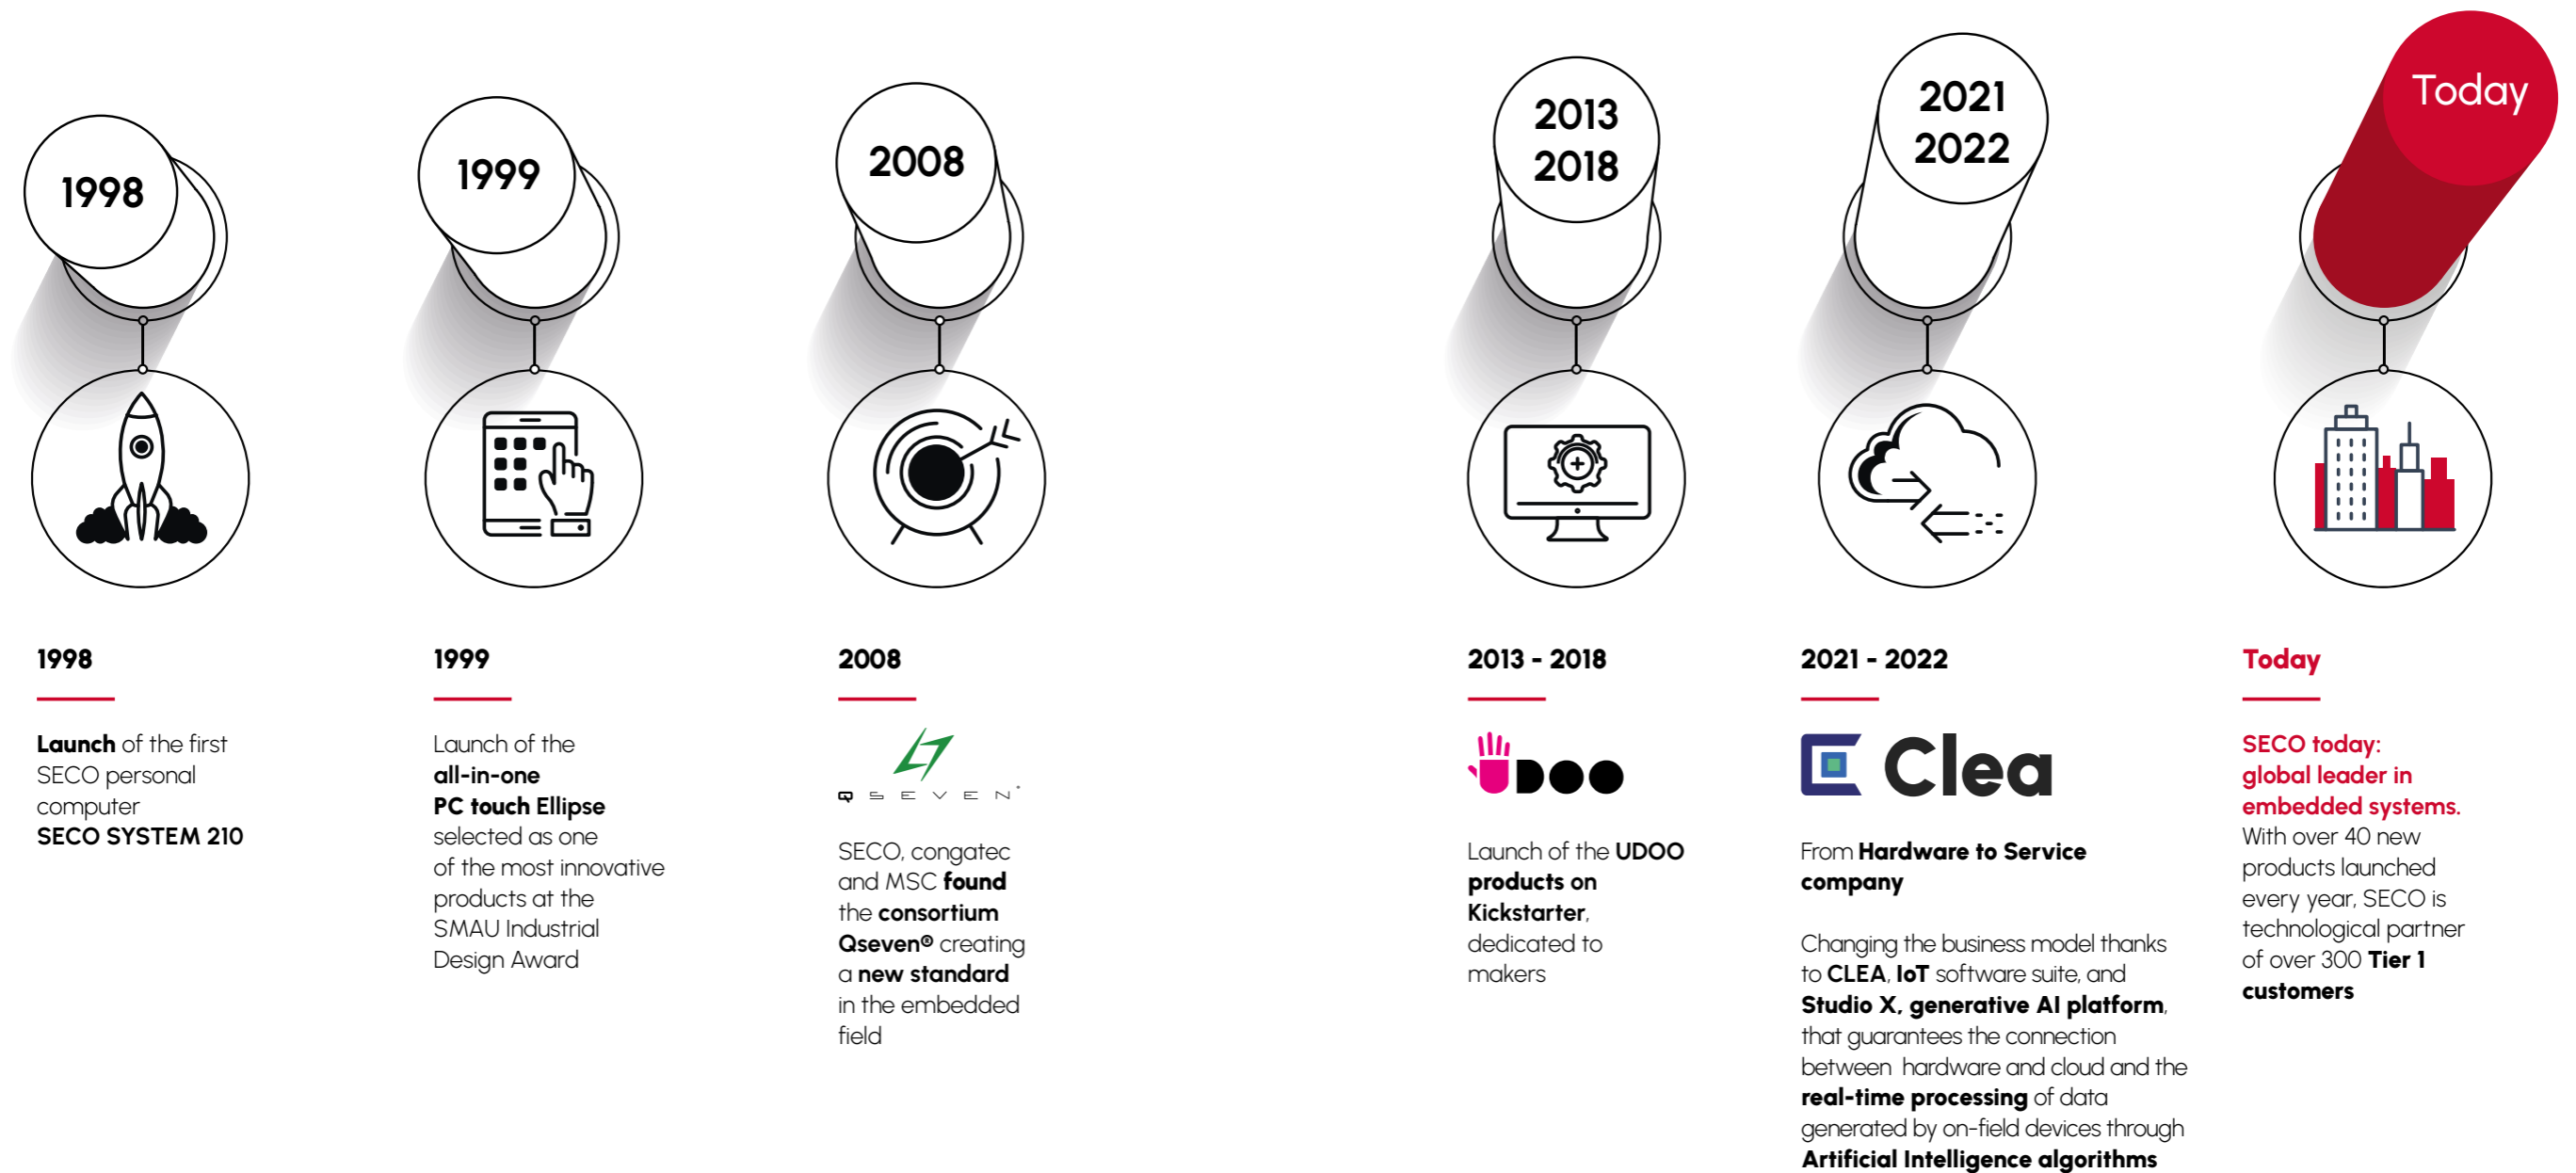 1998
1999
2008
2013
2018
2021
2022
Today
1998
Launch of the first
SECO personal
computer
SECO SYSTEM 210
1999
Launch of the
all-in-one
PC touch Ellipse
selected as one
of the most innovative
products at the
SMAU Industrial
Design Award
2008
QSEVEN
SECO, congatec
and MSC found
the consortium
Qseven® creating
a new standard
in the embedded
field
2013 - 2018
UDOO
Launch of the UDOO
products on
Kickstarter,
dedicated to
makers
2021 - 2022
Clea
From Hardware to Service
company
Changing the business model thanks
to CLEA, IoT software suite, and
Studio X, generative AI platform,
that guarantees the connection
between hardware and cloud and the
real-time processing of data
generated by on-field devices through
Artificial Intelligence algorithms
Today
SECO today:
global leader in
embedded systems.
With over 40 new
products launched
every year, SECO is
technological partner
of over 300 Tier 1
customers